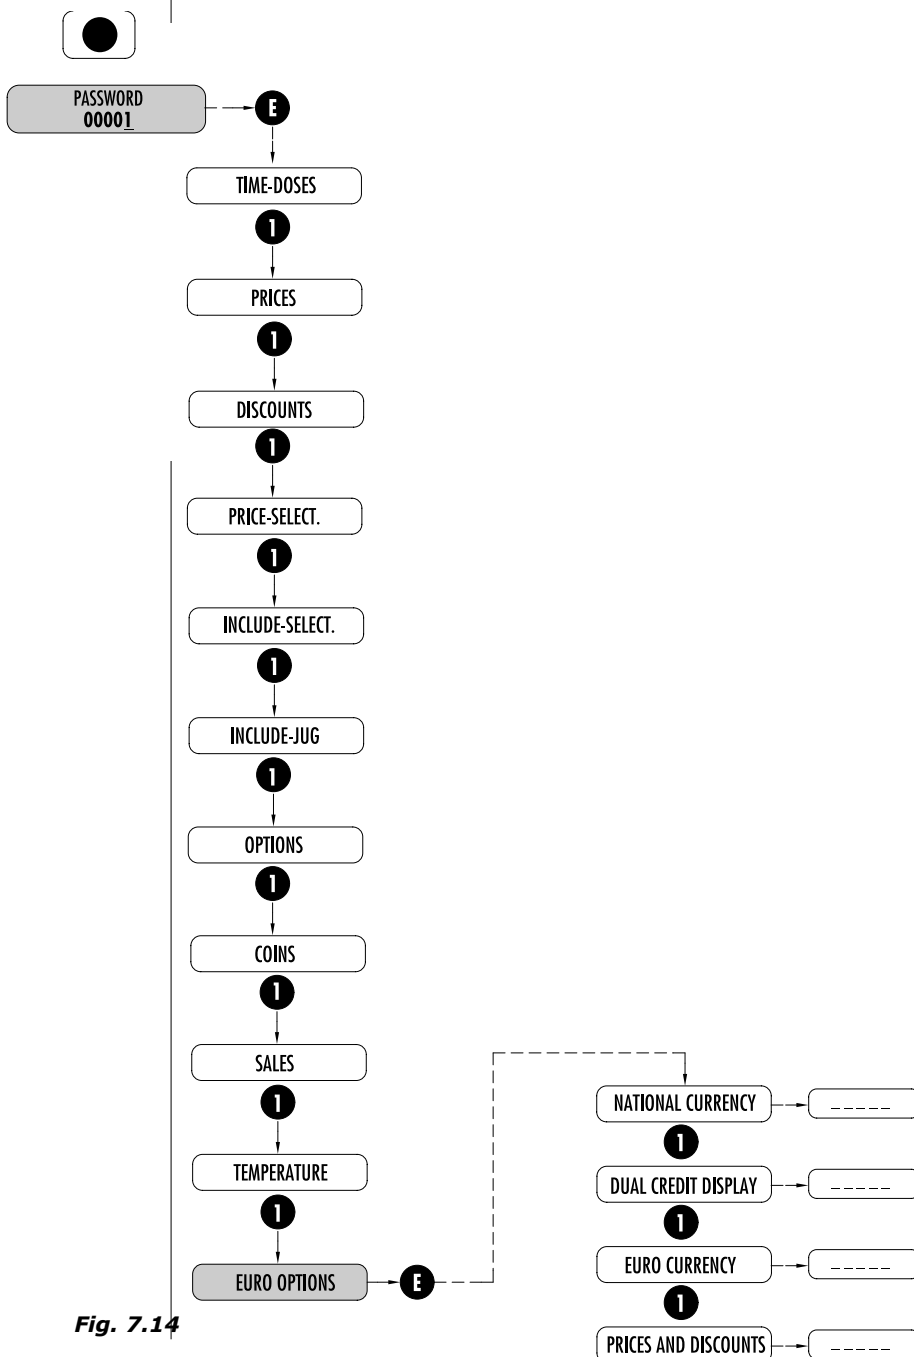 PASSWORD
00001
E
TIME-DOSES
1
PRICES
1
DISCOUNTS
1
PRICE-SELECT.
1
INCLUDE-SELECT.
1
INCLUDE-JUG
1
OPTIONS
1
COINS
1
SALES
1
TEMPERATURE
1
EURO OPTIONS
E
NATIONAL CURRENCY
_ _ _ _ _
1
DUAL CREDIT DISPLAY
_ _ _ _ _
1
EURO CURRENCY
_ _ _ _ _
1
PRICES AND DISCOUNTS
_ _ _ _ _
Fig. 7.14